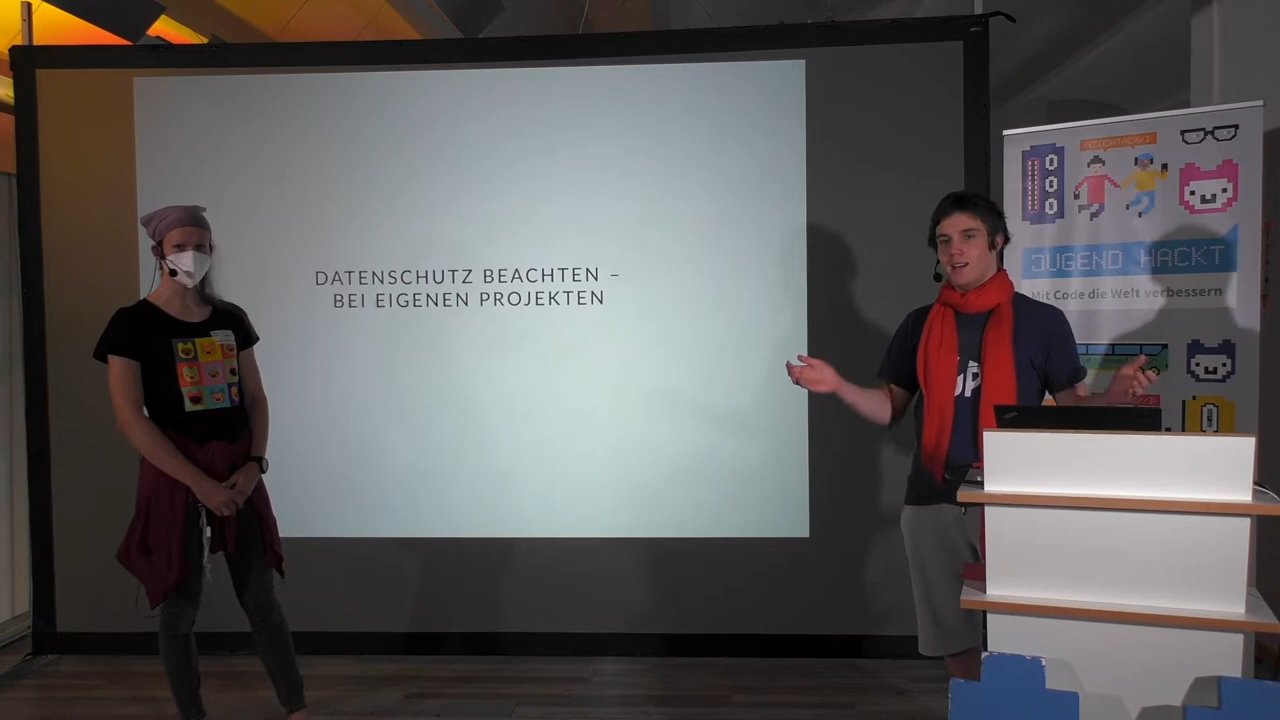 DATENSCHUTZ BEACHTEN –
BEI EIGENEN PROJEKTEN
JUGEND HACKT
Mit Code die Welt verbessern